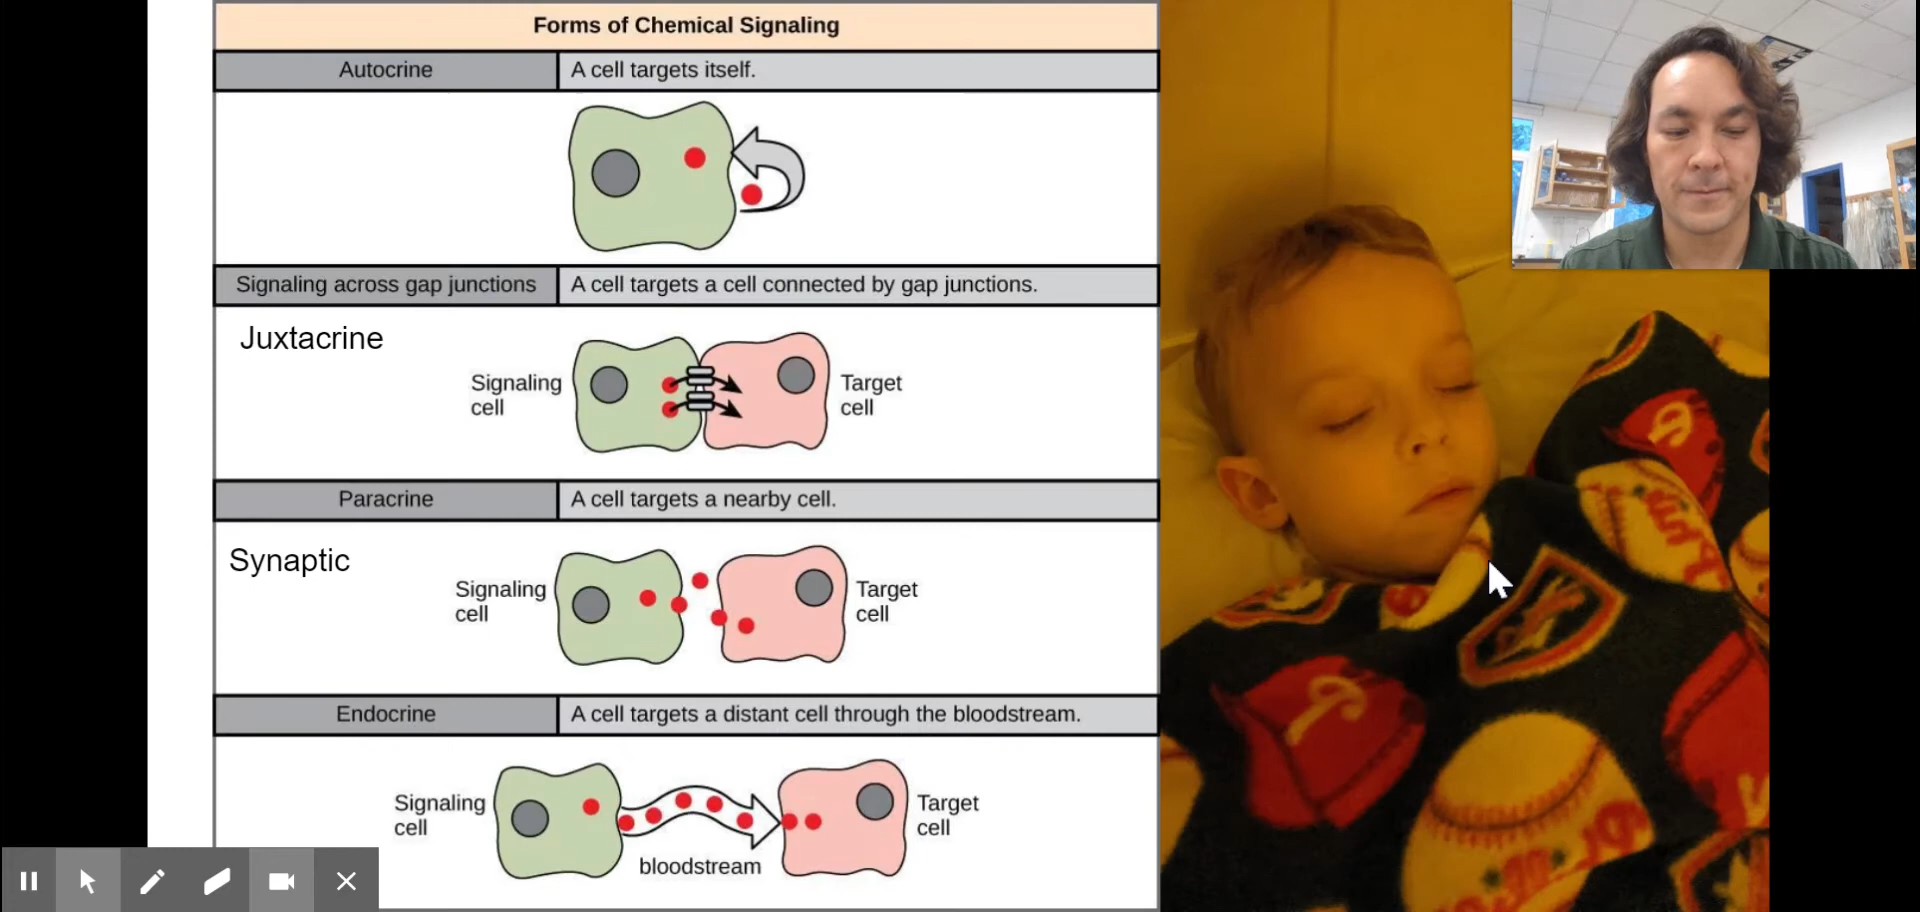 Forms of Chemical Signaling
Autocrine
A cell targets itself.
Signaling across gap junctions
A cell targets a cell connected by gap junctions.
Juxtacrine
Signaling
cell
Target
cell
Paracrine
A cell targets a nearby cell.
Synaptic
Signaling
cell
Target
cell
Endocrine
A cell targets a distant cell through the bloodstream.
Signaling
cell
Target
cell
bloodstream